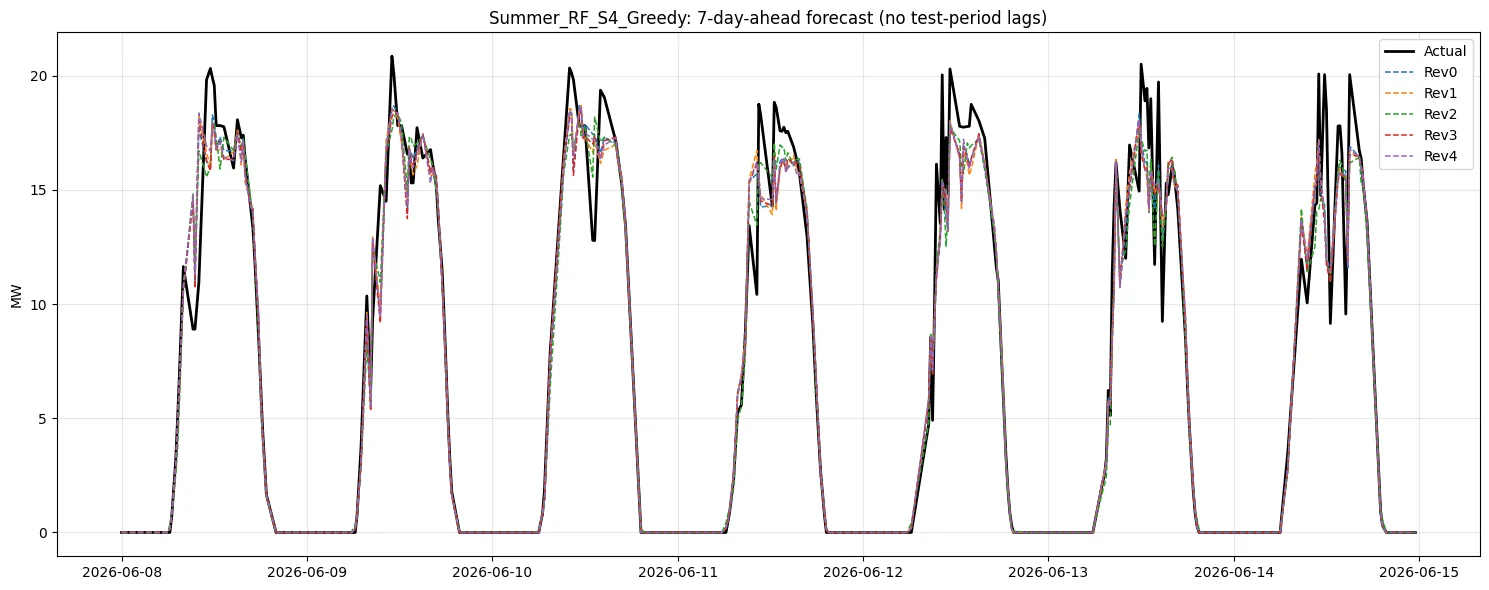 Summer_RF_S4_Greedy: 7-day-ahead forecast (no test-period lags)
Actual
Rev0
Rev1
Rev2
Rev3
Rev4
MW
20
15
10
5
0
2026-06-08
2026-06-09
2026-06-10
2026-06-11
2026-06-12
2026-06-13
2026-06-14
2026-06-15